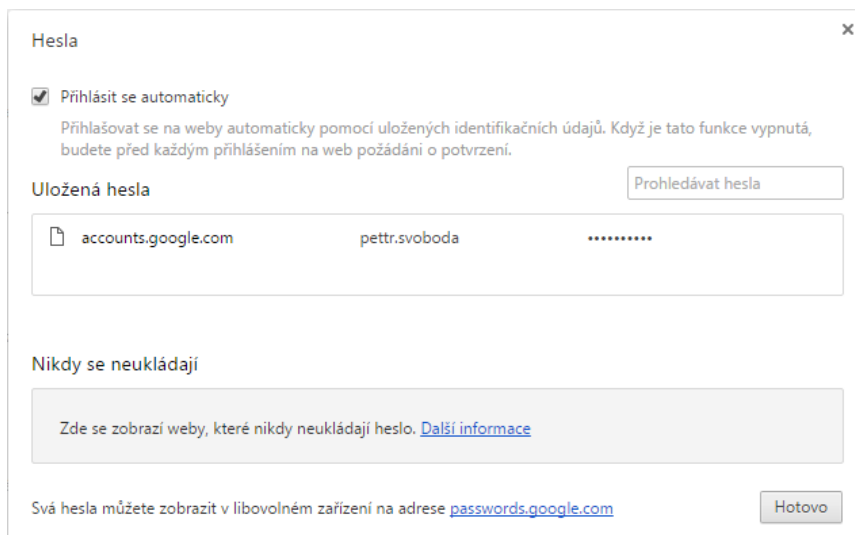 Hesla
Přihlásit se automaticky
Přihlašovat se na weby automaticky pomocí uložených identifikačních údajů. Když je tato funkce vypnutá,
budete před každým přihlášením na web požádáni o potvrzení.
Uložená hesla
Prohledávat hesla
accounts.google.com pettr.svoboda ••••••••••
Nikdy se neukládají
Zde se zobrazí weby, které nikdy neukládají heslo. Další informace
Svá hesla můžete zobrazit v libovolném zařízení na adrese passwords.google.com
Hotovo